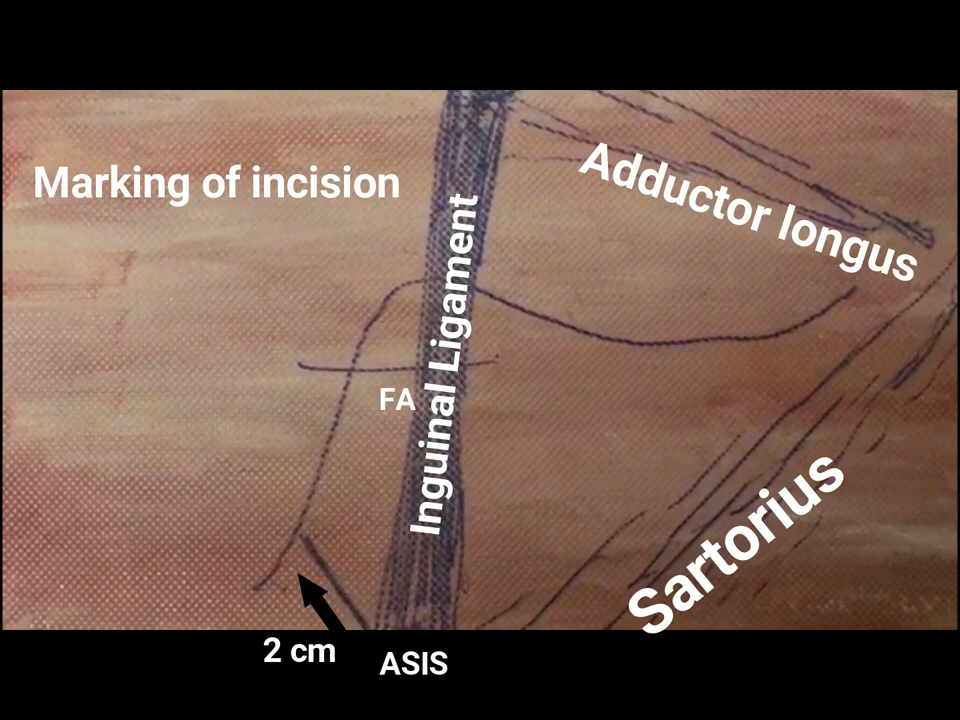 Marking of incision
Adductor longus
Inguinal Ligament
FA
Sartorius
2 cm
ASIS